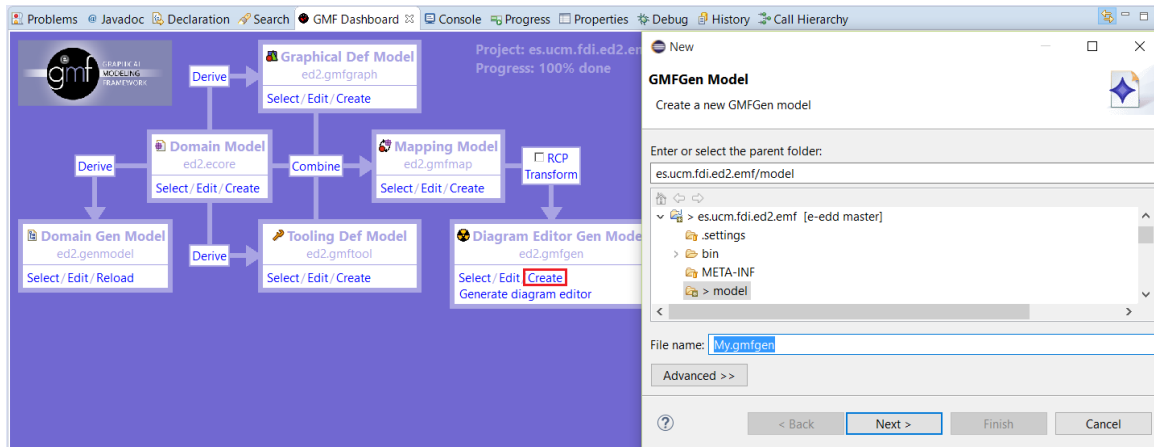 Problems @ Javadoc Declaration Search GMF Dashboard Console Progress Properties Debug History Call Hierarchy
gmf GRAPHICAL MODELING FRAMEWORK
Project: es.ucm.fdi.ed2.em
Progress: 100% done
Derive
Graphical Def Model
ed2.gmfgraph
Select/Edit/Create
Derive
Domain Model
ed2.ecore
Select/Edit/Create
Combine
Mapping Model
ed2.gmfmap
Select/Edit/Create
RCP
Transform
Domain Gen Model
ed2.genmodel
Select/Edit/Reload
Derive
Tooling Def Model
ed2.gmftool
Select/Edit/Create
Diagram Editor Gen Mode
ed2.gmfgen
Select/Edit Create
Generate diagram editor
New
GMFGen Model
Create a new GMFGen model
Enter or select the parent folder:
es.ucm.fdi.ed2.emf/model
> es.ucm.fdi.ed2.emf [e-edd master]
.settings
bin
META-INF
> model
File name: My.gmfgen
Advanced >>
< Back Next > Finish Cancel